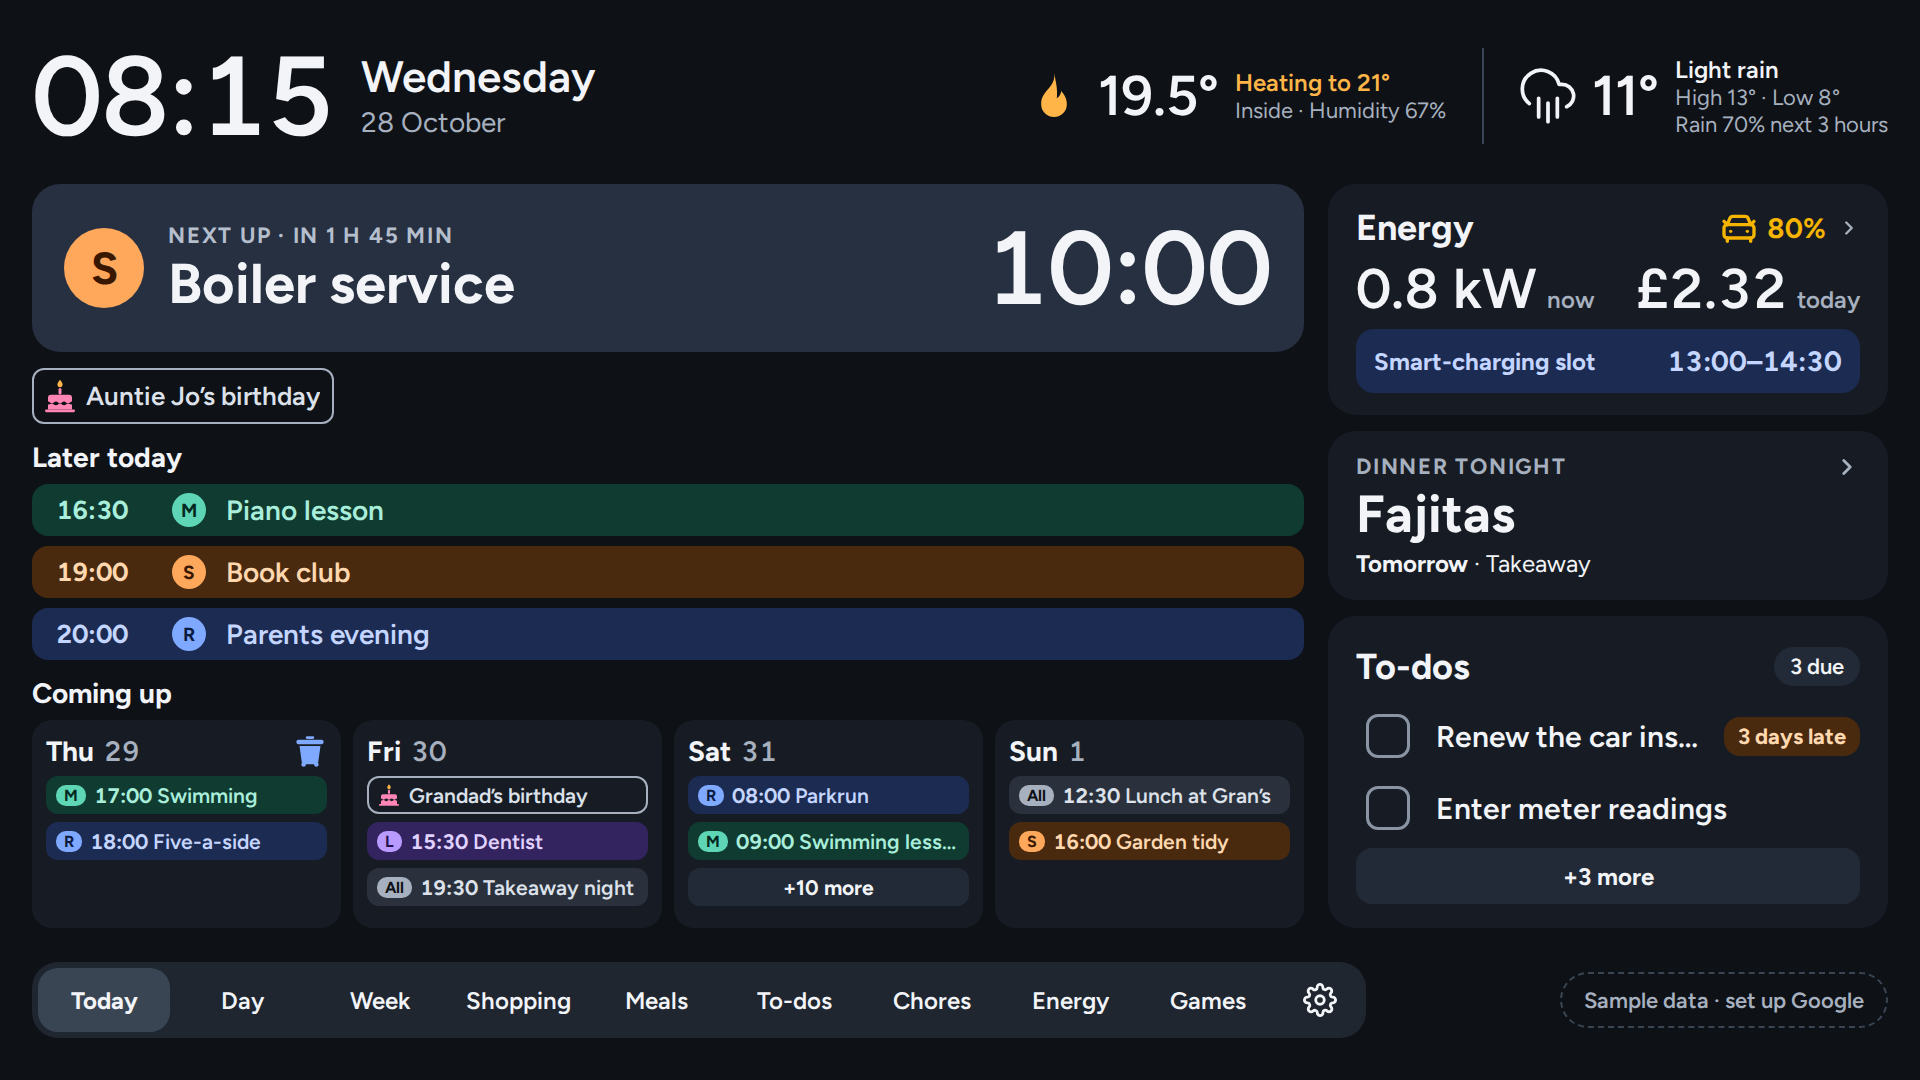 08:15
Wednesday
28 October
19.5°
Heating to 21°
Inside · Humidity 67%
11°
Light rain
High 13° · Low 8°
Rain 70% next 3 hours
S
NEXT UP · IN 1 H 45 MIN
Boiler service
10:00
Auntie Jo’s birthday
Later today
16:30 M Piano lesson
19:00 S Book club
20:00 R Parents evening
Coming up
Thu 29
M 17:00 Swimming
R 18:00 Five-a-side
Fri 30
Grandad’s birthday
L 15:30 Dentist
All 19:30 Takeaway night
Sat 31
R 08:00 Parkrun
M 09:00 Swimming less…
+10 more
Sun 1
All 12:30 Lunch at Gran’s
S 16:00 Garden tidy
Energy
80%
0.8 kW now
£2.32 today
Smart-charging slot 13:00–14:30
DINNER TONIGHT
Fajitas
Tomorrow · Takeaway
To-dos
3 due
Renew the car ins…
3 days late
Enter meter readings
+3 more
Today
Day
Week
Shopping
Meals
To-dos
Chores
Energy
Games
Sample data · set up Google